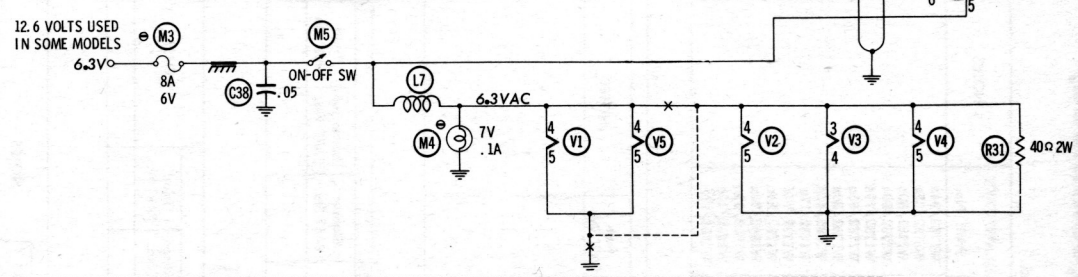 12.6 VOLTS USED
IN SOME MODELS
⊖ M3
M5
6.3V
8A
6V
C38 .05
ON-OFF SW
L7
6.3VAC
⊖
M4
7V
.1A
4
5
V1
4
5
V5
4
5
V2
3
4
V3
4
5
V4
R31
40Ω 2W
5